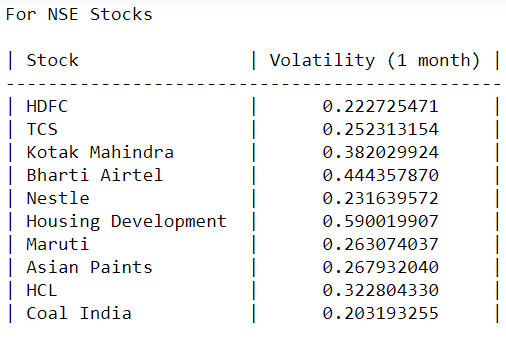 For NSE Stocks
| Stock | Volatility (1 month) |
------------------------------------------------
| HDFC | 0.222725471 |
| TCS | 0.252313154 |
| Kotak Mahindra | 0.382029924 |
| Bharti Airtel | 0.444357870 |
| Nestle | 0.231639572 |
| Housing Development | 0.590019907 |
| Maruti | 0.263074037 |
| Asian Paints | 0.267932040 |
| HCL | 0.322804330 |
| Coal India | 0.203193255 |